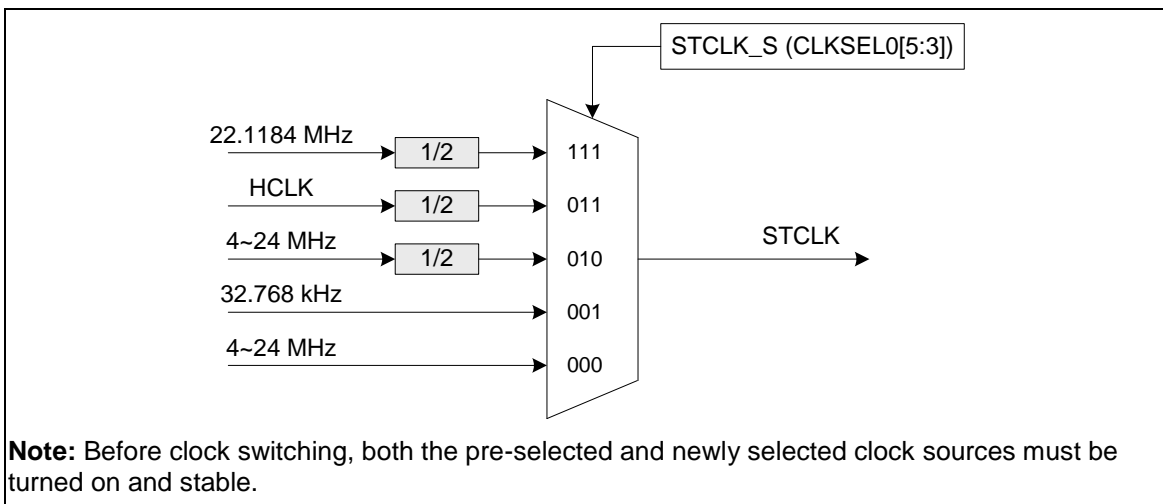 STCLK_S (CLKSEL0[5:3])
22.1184 MHz
1/2
111
HCLK
1/2
011
4~24 MHz
1/2
010
STCLK
32.768 kHz
001
4~24 MHz
000
Note: Before clock switching, both the pre-selected and newly selected clock sources must be
turned on and stable.